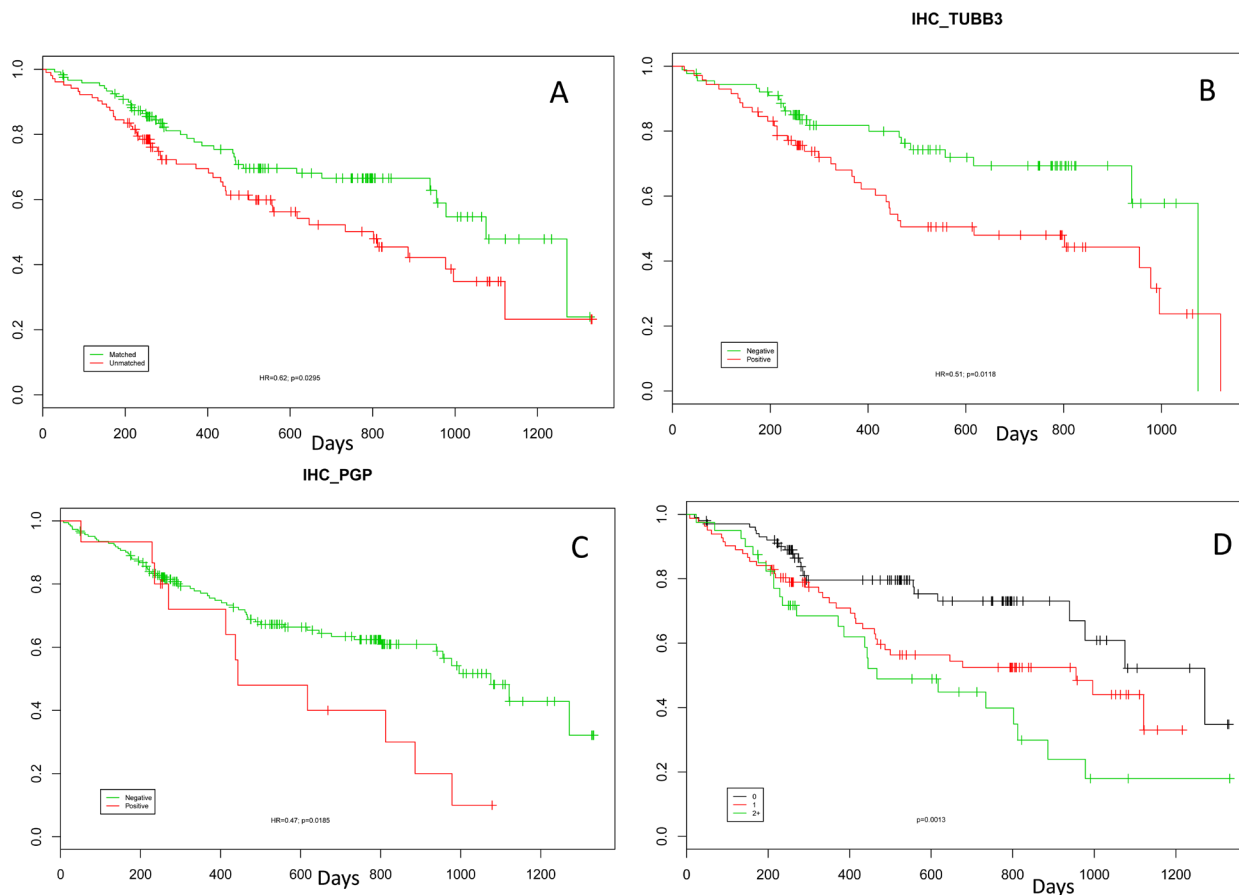 IHC_TUBB3
A
1.0
0.8
0.6
0.4
0.2
0.0
Matched
Unmatched
HR=0.62; p=0.0295
0 200 400 600 800 1000 1200
Days
B
1.0
0.8
0.6
0.4
0.2
0.0
Negative
Positive
HR=0.51; p=0.0118
0 200 400 600 800 1000
Days
IHC_PGP
C
1.0
0.8
0.6
0.4
0.2
0.0
Negative
Positive
HR=0.47; p=0.0185
0 200 400 600 800 1000 1200
Days
D
1.0
0.8
0.6
0.4
0.2
0.0
0
1
2+
p=0.0013
0 200 400 600 800 1000 1200
Days